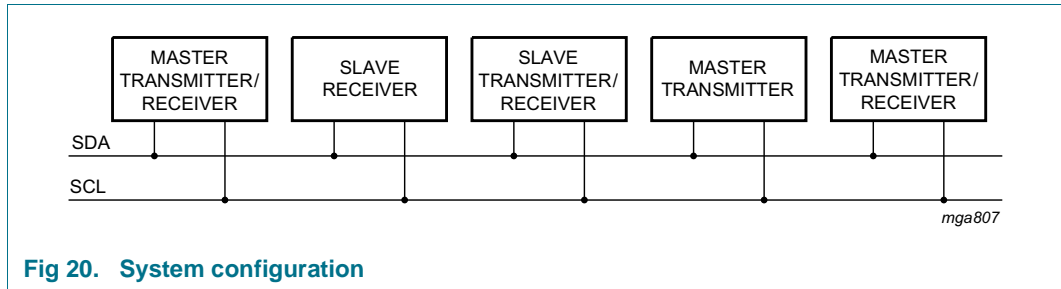 MASTER
TRANSMITTER/
RECEIVER
SLAVE
RECEIVER
SLAVE
TRANSMITTER/
RECEIVER
MASTER
TRANSMITTER
MASTER
TRANSMITTER/
RECEIVER
SDA
SCL
mga807
Fig 20. System configuration